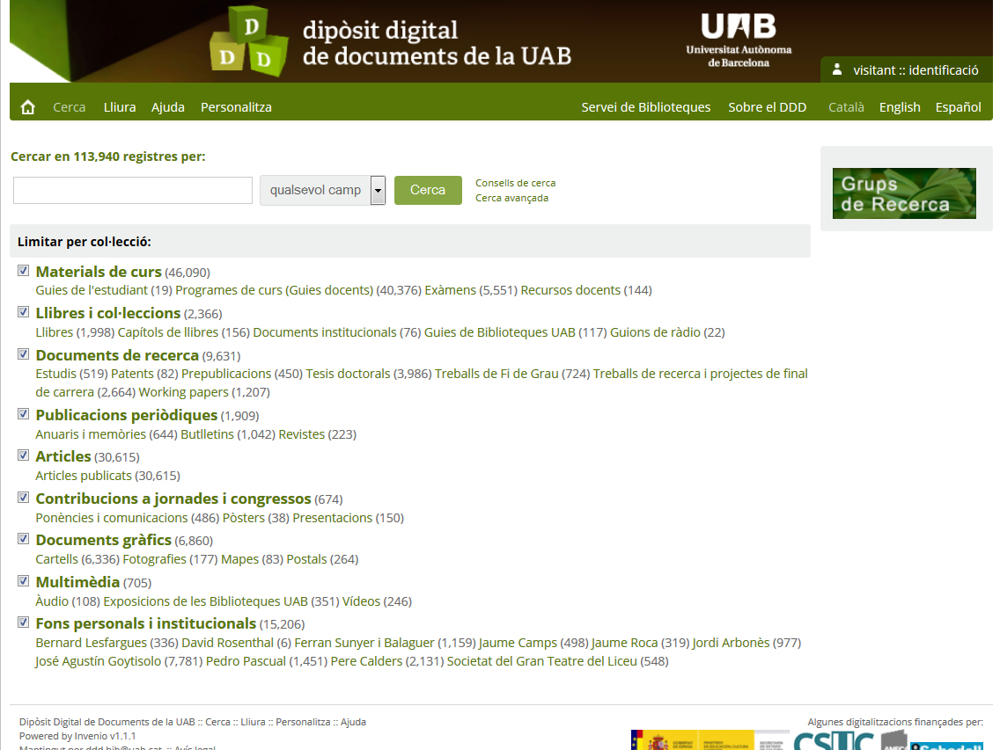 D
D D
dipòsit digital
de documents de la UAB
UAB
Universitat Autònoma
de Barcelona
visitant :: identificació
Cerca Lliura Ajuda Personalitza Servei de Biblioteques Sobre el DDD Català English Español
Cercar en 113,940 registres per:
qualsevol camp Cerca
Consells de cerca
Cerca avançada
Grups
de Recerca
Limitar per col·lecció:
Materials de curs (46,090)
Guies de l'estudiant (19) Programes de curs (Guies docents) (40,376) Exàmens (5,551) Recursos docents (144)
Llibres i col·leccions (2,366)
Llibres (1,998) Capítols de llibres (156) Documents institucionals (76) Guies de Biblioteques UAB (117) Guions de ràdio (22)
Documents de recerca (9,631)
Estudis (519) Patents (82) Prepublicacions (450) Tesis doctorals (3,986) Treballs de Fi de Grau (724) Treballs de recerca i projectes de final
de carrera (2,664) Working papers (1,207)
Publicacions periòdiques (1,909)
Anuaris i memòries (644) Butlletins (1,042) Revistes (223)
Articles (30,615)
Articles publicats (30,615)
Contribucions a jornades i congressos (674)
Ponències i comunicacions (486) Pòsters (38) Presentacions (150)
Documents gràfics (6,860)
Cartells (6,336) Fotografies (177) Mapes (83) Postals (264)
Multimèdia (705)
Àudio (108) Exposicions de les Biblioteques UAB (351) Vídeos (246)
Fons personals i institucionals (15,206)
Bernard Lesfargues (336) David Rosenthal (6) Ferran Sunyer i Balaguer (1,159) Jaume Camps (498) Jaume Roca (319) Jordi Arbonès (977)
José Agustín Goytisolo (7,781) Pedro Pascual (1,451) Pere Calders (2,131) Societat del Gran Teatre del Liceu (548)
Dipòsit Digital de Documents de la UAB :: Cerca :: Lliura :: Personalitza :: Ajuda
Powered by Invenio v1.1.1
Mantingut per ddd.bib@uab.cat :: Avís legal
Algunes digitalitzacions finançades per:
CSUC
Sabadell